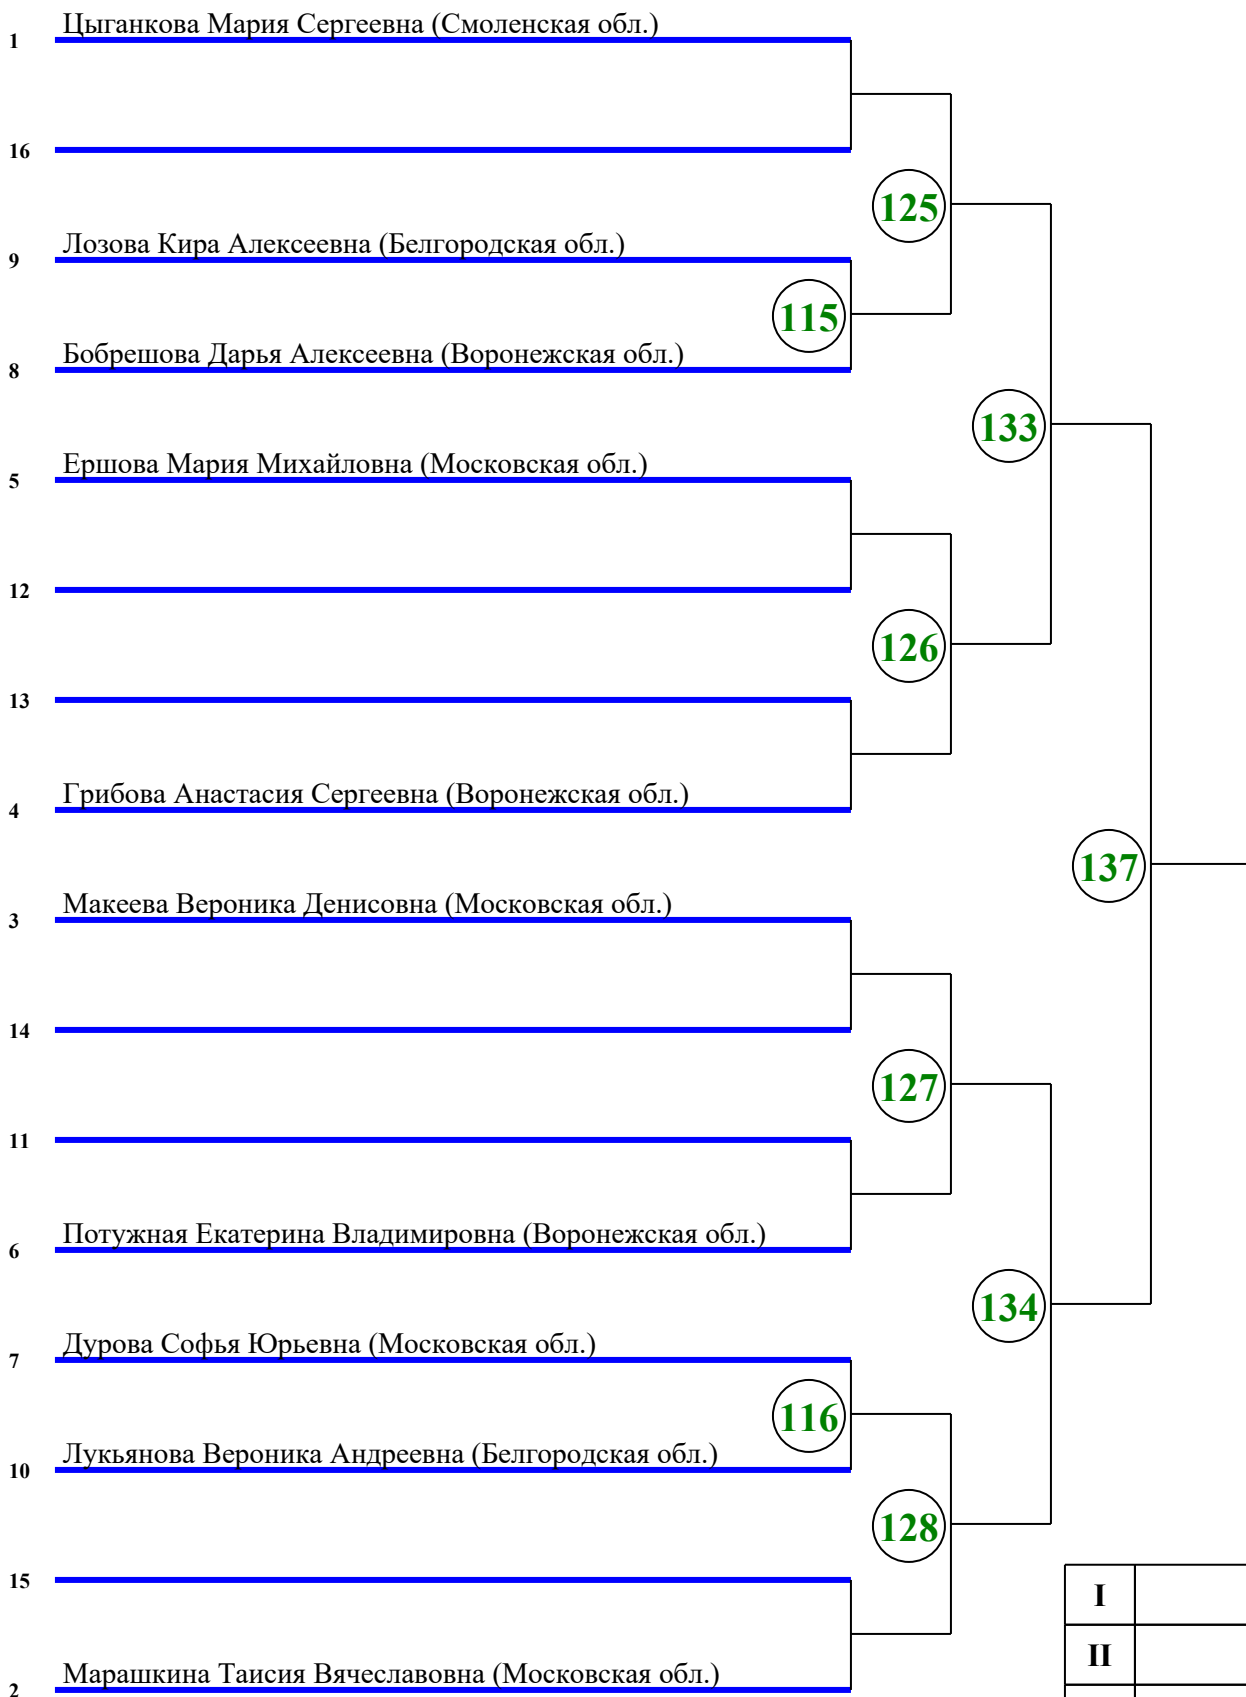 Цыганкова Мария Сергеевна (Смоленская обл.)
1
16
125
Лозова Кира Алексеевна (Белгородская обл.)
9
115
Бобрешова Дарья Алексеевна (Воронежская обл.)
8
133
Ершова Мария Михайловна (Московская обл.)
5
12
126
13
Грибова Анастасия Сергеевна (Воронежская обл.)
4
137
Макеева Вероника Денисовна (Московская обл.)
3
14
127
11
Потужная Екатерина Владимировна (Воронежская обл.)
6
134
Дурова Софья Юрьевна (Московская обл.)
7
116
Лукьянова Вероника Андреевна (Белгородская обл.)
10
128
15
I
II
Марашкина Таисия Вячеславовна (Московская обл.)
2